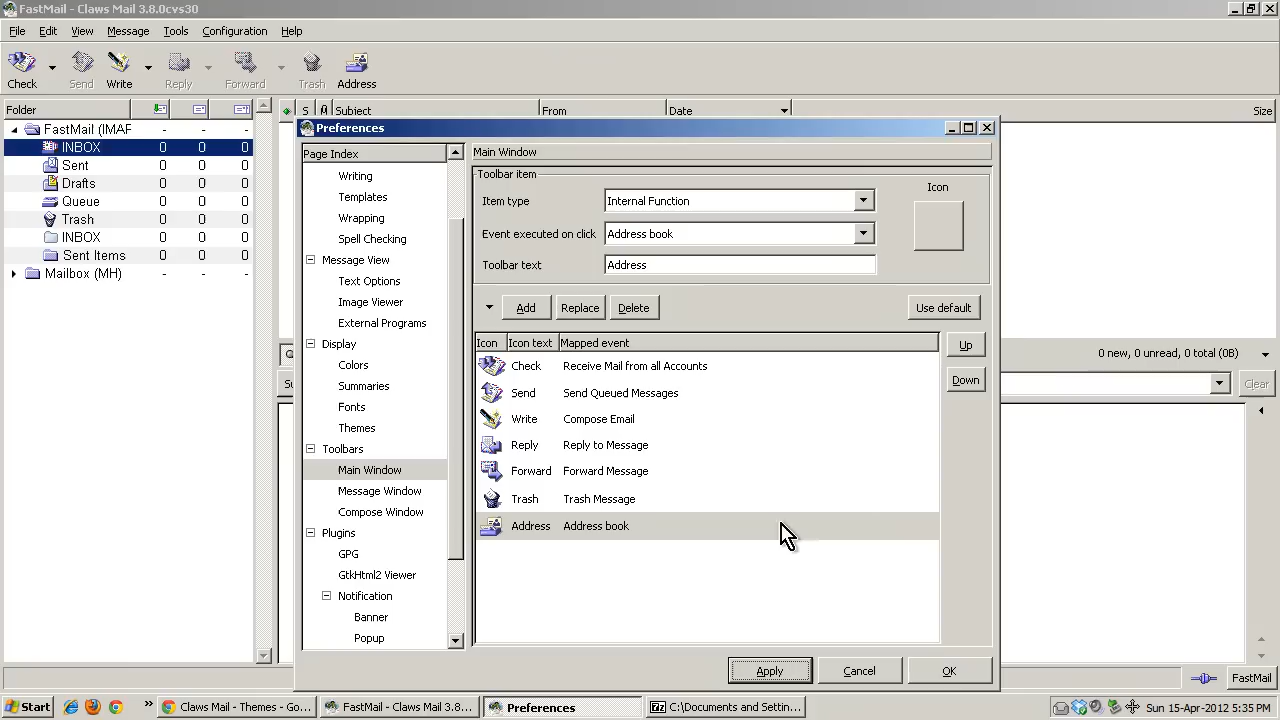 FastMail - Claws Mail 3.8.0cvs30
File Edit View Message Tools Configuration Help
Check Send Write Reply Forward Trash Address
Folder
FastMail (IMAF - - -
INBOX 0 0 0
Sent 0 0 0
Drafts 0 0 0
Queue 0 0 0
Trash 0 0 0
INBOX 0 0 0
Sent Items 0 0 0
Mailbox (MH) - - -
S Subject From Date Size
Preferences
Page Index
Writing
Templates
Wrapping
Spell Checking
Message View
Text Options
Image Viewer
External Programs
Display
Colors
Summaries
Fonts
Themes
Toolbars
Main Window
Message Window
Compose Window
Plugins
GPG
GtkHtml2 Viewer
Notification
Banner
Popup
Main Window
Toolbar item
Item type Internal Function
Event executed on click Address book
Toolbar text Address
Icon
Add Replace Delete Use default
Icon Icon text Mapped event
Check Receive Mail from all Accounts
Send Send Queued Messages
Write Compose Email
Reply Reply to Message
Forward Forward Message
Trash Trash Message
Address Address book
Up
Down
Apply Cancel OK
0 new, 0 unread, 0 total (0B)
Su
Clear
FastMail
Start
Claws Mail - Themes - Go...
FastMail - Claws Mail 3.8...
Preferences
C:\Documents and Settin...
Sun 15-Apr-2012 5:35 PM